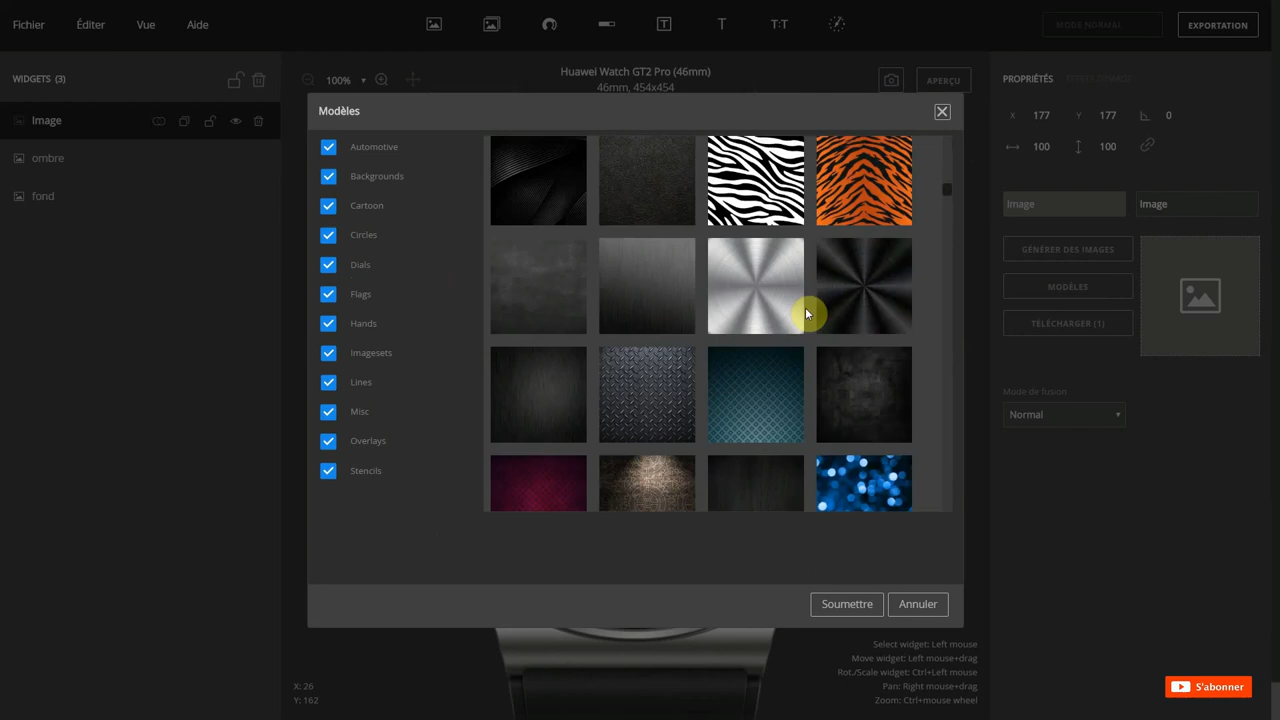 Fichier Éditer Vue Aide
MODE NORMAL
EXPORTATION
WIDGETS (3)
100%
Huawei Watch GT2 Pro (46mm)
46mm, 454x454
APERÇU
PROPRIÉTÉS
Image
ombre
fond
Modèles
Automotive
Backgrounds
Cartoon
Circles
Dials
Flags
Hands
Imagesets
Lines
Misc
Overlays
Stencils
Soumettre Annuler
X 177 Y 177 0
100 100
Image Image
GÉNÉRER DES IMAGES
MODÈLES
TÉLÉCHARGER (1)
Mode de fusion
Normal
X: 26
Y: 162
Select widget: Left mouse
Move widget: Left mouse+drag
Rot./Scale widget: Ctrl+Left mouse
Pan: Right mouse+drag
Zoom: Ctrl+mouse wheel
S'abonner